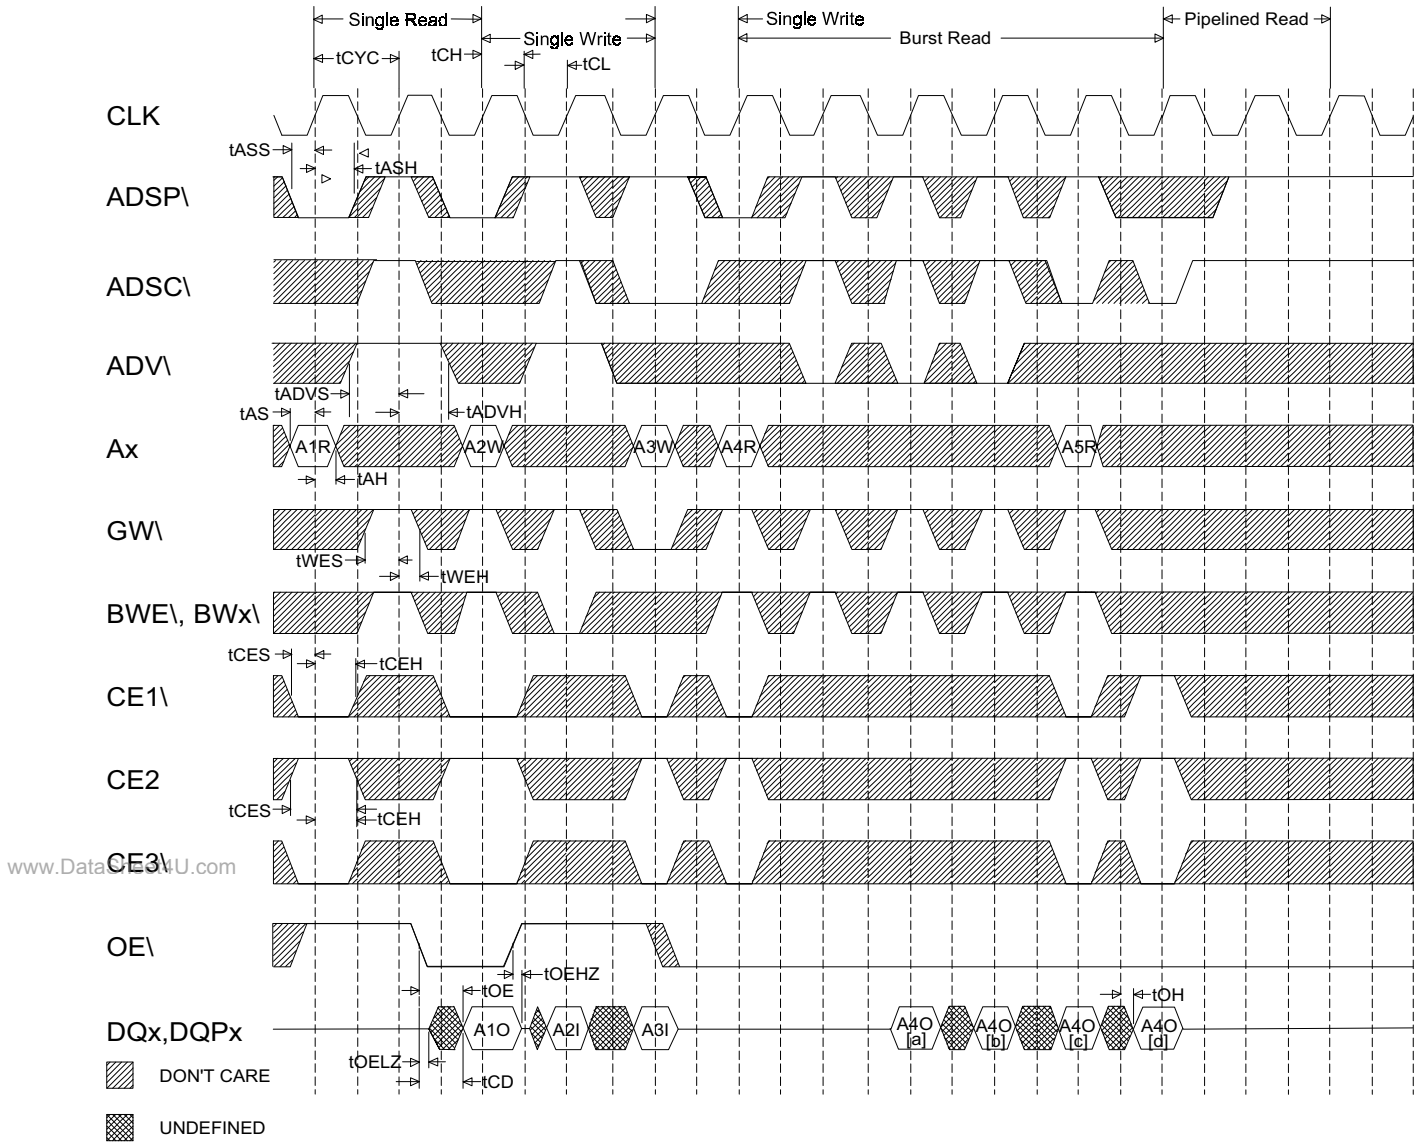 Single Read
Single Write
Single Write
Burst Read
Pipelined Read
tCYC
tCH
tCL
CLK
tASS
tASH
ADSP\
ADSC\
ADV\
tADVS
tADVH
tAS
Ax
A1R
A2W
A3W
A4R
A5R
tAH
GW\
tWES
tWEH
BWE\, BWx\
tCES
tCEH
CE1\
CE2
tCES
tCEH
www.DataSheet4U.com
CE3\
OE\
tOEHZ
tOE
tOH
DQx,DQPx
A1O
A2I
A3I
A4O
[a]
A4O
[b]
A4O
[c]
A4O
[d]
tOELZ
tCD
DON'T CARE
UNDEFINED